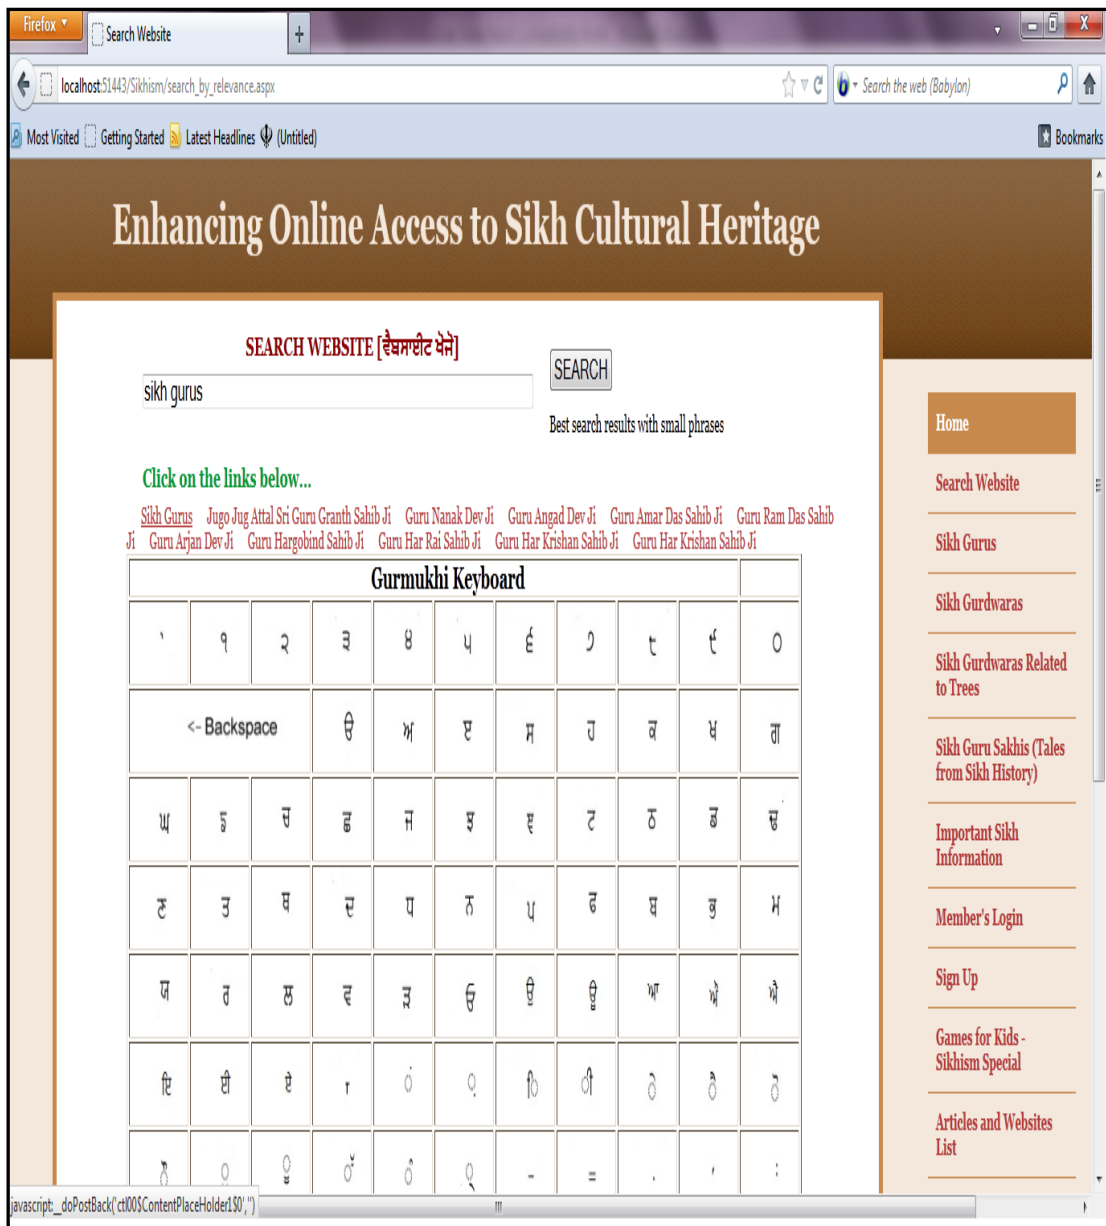 Firefox
Search Website
+
X
localhost:51443/Sikhism/search_by_relevance.aspx
Search the web (Babylon)
Most Visited Getting Started Latest Headlines (Untitled)
Bookmarks
Enhancing Online Access to Sikh Cultural Heritage
SEARCH WEBSITE [ਵੈਬਸਾਈਟ ਖੋਜੋ]
sikh gurus
SEARCH
Best search results with small phrases
Click on the links below...
Sikh Gurus Jugo Jug Attal Sri Guru Granth Sahib Ji Guru Nanak Dev Ji Guru Angad Dev Ji Guru Amar Das Sahib Ji Guru Ram Das Sahib
Ji Guru Arjan Dev Ji Guru Hargobind Sahib Ji Guru Har Rai Sahib Ji Guru Har Krishan Sahib Ji Guru Har Krishan Sahib Ji
Gurmukhi Keyboard
੧ ੨ ੩ ੪ ੫ ੬ ੭ ੮ ੯ ੦
<- Backspace ੳ ਅ ੲ ਸ ਹ ਕ ਖ ਗ
ਘ ਙ ਚ ਛ ਜ ਝ ਞ ਟ ਠ ਡ ਢ
ਣ ਤ ਥ ਦ ਧ ਨ ਪ ਫ ਬ ਭ ਮ
ਯ ਰ ਲ ਵ ੜ ਓ ਉ ਊ ਆ ਔ ਐ
ਇ ਈ ਏ ਾ ਂ ਼ ਿ ੀ ੇ ੈ ੋ
ੌ ੁ ੂ ੱ ੰ ੍ - = . ' :
Home
Search Website
Sikh Gurus
Sikh Gurdwaras
Sikh Gurdwaras Related
to Trees
Sikh Guru Sakhis (Tales
from Sikh History)
Important Sikh
Information
Member's Login
Sign Up
Games for Kids -
Sikhism Special
Articles and Websites
List
javascript:__doPostBack('ctl00$ContentPlaceHolder1$0','')